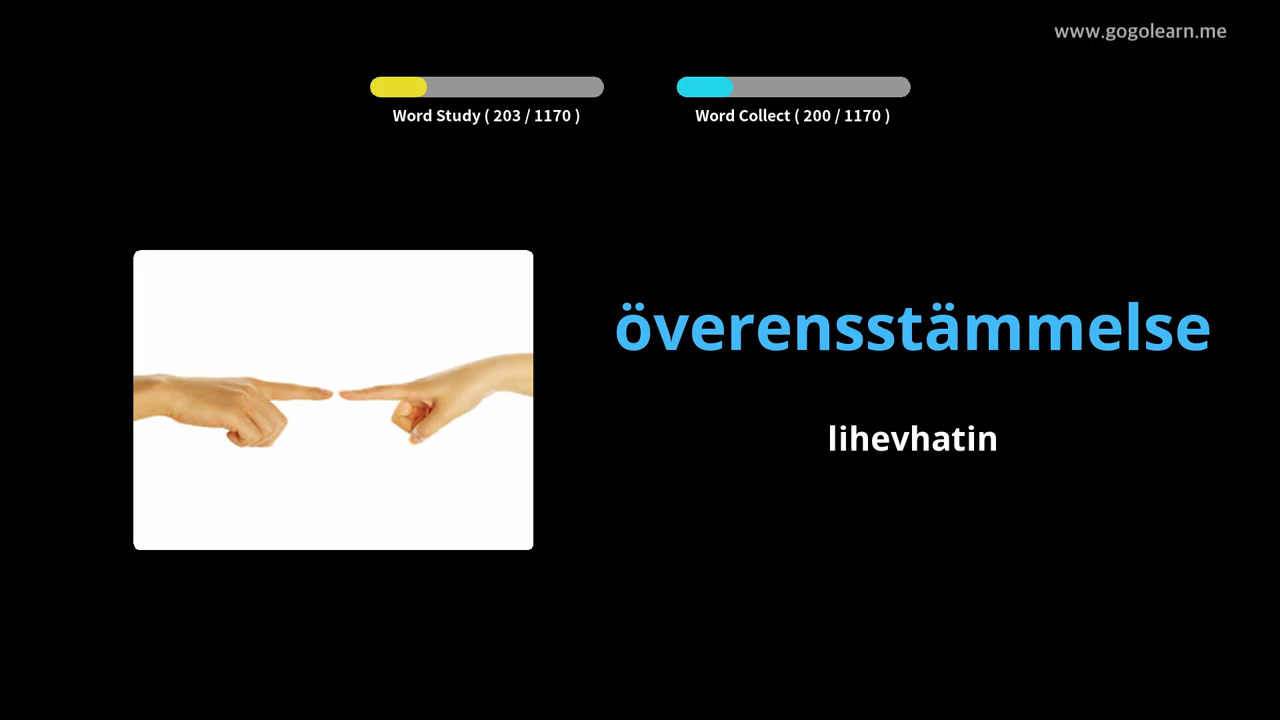 www.gogolearn.me
Word Study ( 203 / 1170 )
Word Collect ( 200 / 1170 )
överensstämmelse
lihevhatin